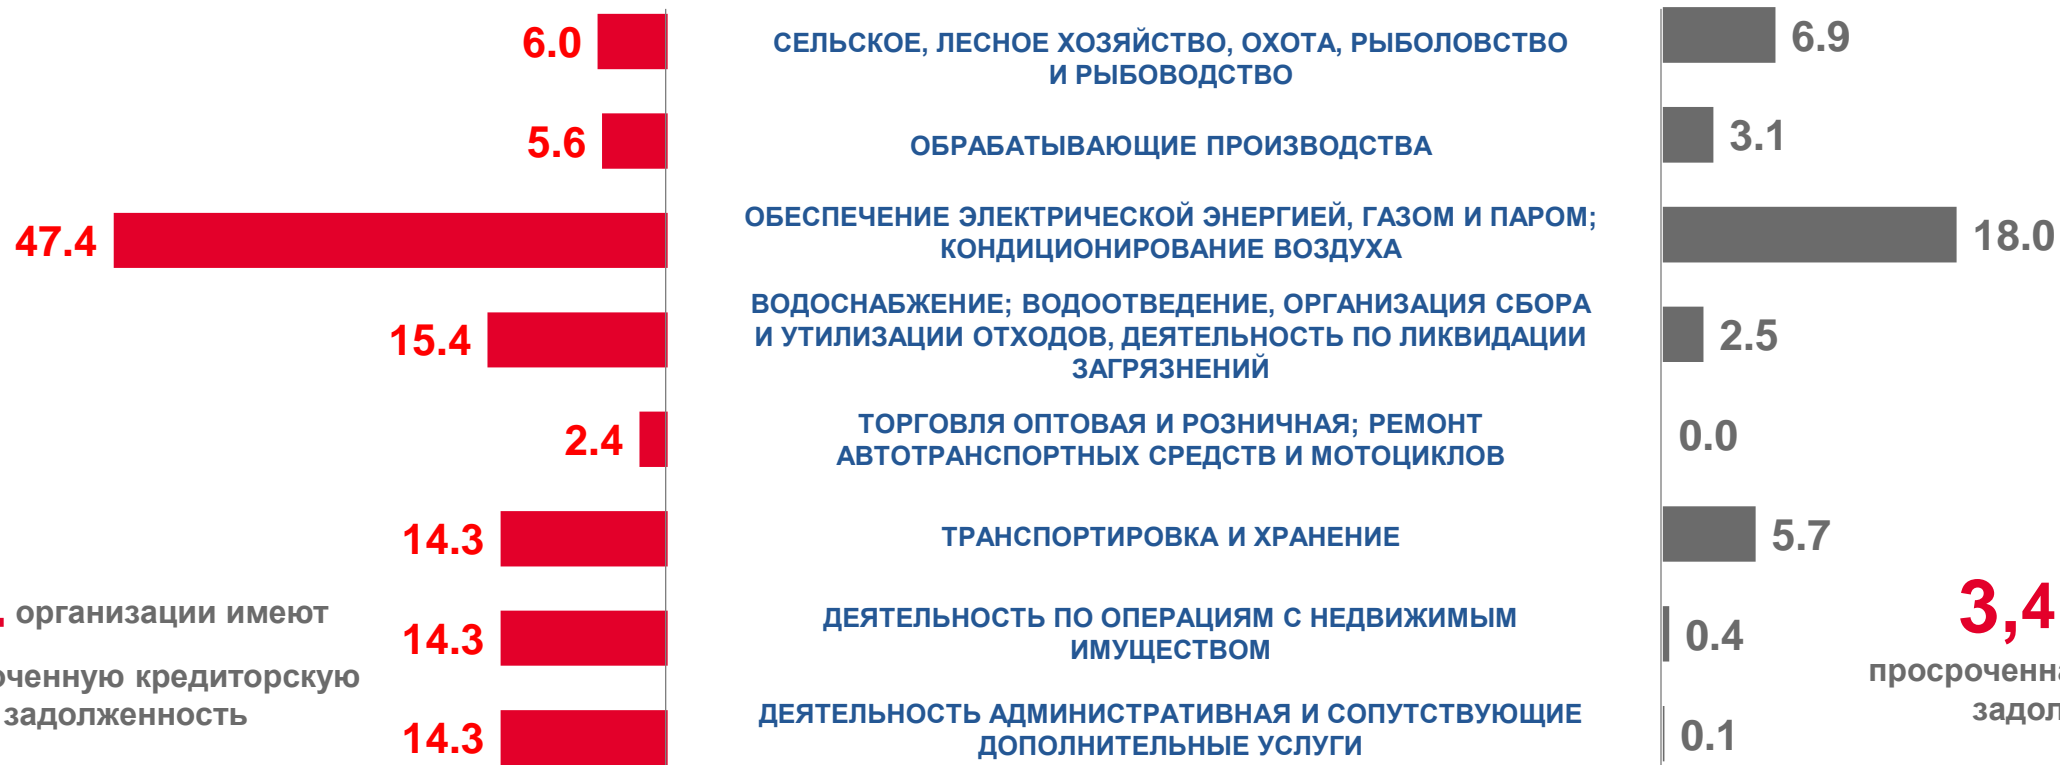 6.0
СЕЛЬСКОЕ, ЛЕСНОЕ ХОЗЯЙСТВО, ОХОТА, РЫБОЛОВСТВО
И РЫБОВОДСТВО
6.9
5.6
ОБРАБАТЫВАЮЩИЕ ПРОИЗВОДСТВА
3.1
47.4
ОБЕСПЕЧЕНИЕ ЭЛЕКТРИЧЕСКОЙ ЭНЕРГИЕЙ, ГАЗОМ И ПАРОМ;
КОНДИЦИОНИРОВАНИЕ ВОЗДУХА
18.0
15.4
ВОДОСНАБЖЕНИЕ; ВОДООТВЕДЕНИЕ, ОРГАНИЗАЦИЯ СБОРА
И УТИЛИЗАЦИИ ОТХОДОВ, ДЕЯТЕЛЬНОСТЬ ПО ЛИКВИДАЦИИ
ЗАГРЯЗНЕНИЙ
2.5
2.4
ТОРГОВЛЯ ОПТОВАЯ И РОЗНИЧНАЯ; РЕМОНТ
АВТОТРАНСПОРТНЫХ СРЕДСТВ И МОТОЦИКЛОВ
0.0
14.3
ТРАНСПОРТИРОВКА И ХРАНЕНИЕ
5.7
14.3
ДЕЯТЕЛЬНОСТЬ ПО ОПЕРАЦИЯМ С НЕДВИЖИМЫМ
ИМУЩЕСТВОМ
0.4
14.3
ДЕЯТЕЛЬНОСТЬ АДМИНИСТРАТИВНАЯ И СОПУТСТВУЮЩИЕ
ДОПОЛНИТЕЛЬНЫЕ УСЛУГИ
0.1
организации имеют
оченную кредиторскую
задолженность
3,4
просроченна
задол